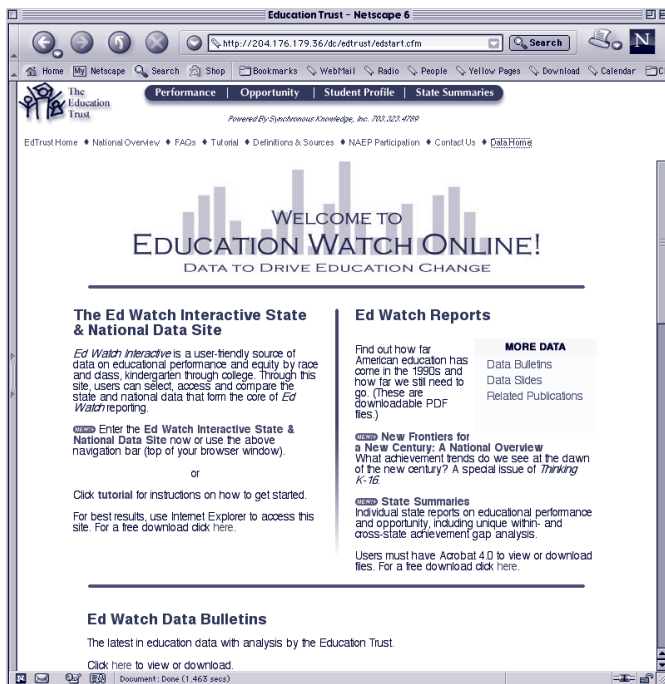 Education Trust - Netscape 6
http://204.176.179.36/dc/edtrust/edstart.cfm
Search
N
Home My Netscape Search Shop Bookmarks WebMail Radio People Yellow Pages Download Calendar
The Education Trust
Performance | Opportunity | Student Profile | State Summaries
Powered By: Synchronous Knowledge, Inc. 703.323.4789
EdTrust Home ♦ National Overview ♦ FAQs ♦ Tutorial ♦ Definitions & Sources ♦ NAEP Participation ♦ Contact Us ♦ Data Home
WELCOME TO
EDUCATION WATCH ONLINE!
DATA TO DRIVE EDUCATION CHANGE
The Ed Watch Interactive State
& National Data Site
Ed Watch Interactive is a user-friendly source of
data on educational performance and equity by race
and class, kindergarten through college. Through this
site, users can select, access and compare the
state and national data that form the core of Ed
Watch reporting.
NEW! Enter the Ed Watch Interactive State &
National Data Site now or use the above
navigation bar (top of your browser window).
or
Click tutorial for instructions on how to get started.
For best results, use Internet Explorer to access this
site. For a free download click here.
Ed Watch Reports
Find out how far
American education has
come in the 1990s and
how far we still need to
go. (These are
downloadable PDF
files.)
MORE DATA
Data Bulletins
Data Slides
Related Publications
NEW! New Frontiers for
a New Century: A National Overview
What achievement trends do we see at the dawn
of the new century? A special issue of Thinking
K-16.
NEW! State Summaries
Individual state reports on educational performance
and opportunity, including unique within- and
cross-state achievement gap analysis.
Users must have Acrobat 4.0 to view or download
files. For a free download click here.
Ed Watch Data Bulletins
The latest in education data with analysis by the Education Trust.
Click here to view or download.
Document: Done (1.463 secs)